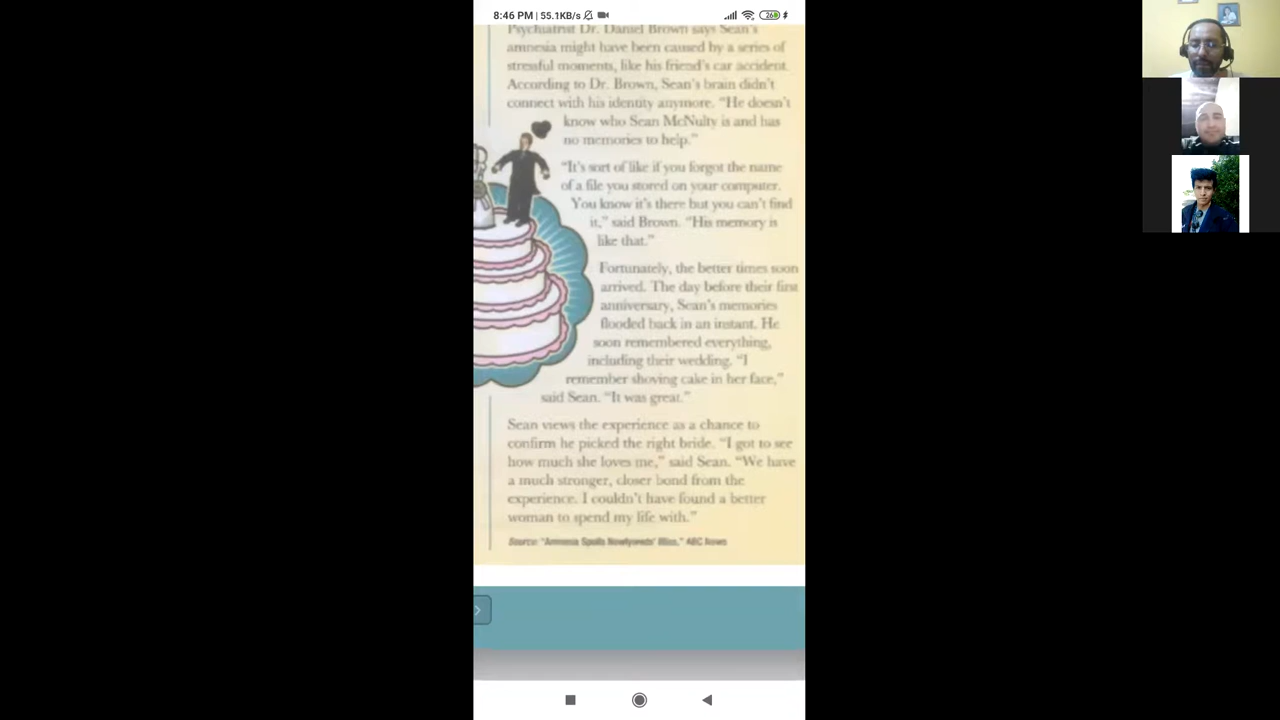 8:46 PM | 55.1KB/s
26
Psychiatrist Dr. Daniel Brown says Sean's
amnesia might have been caused by a series of
stressful moments, like his friend's car accident.
According to Dr. Brown, Sean's brain didn't
connect with his identity anymore. "He doesn't
know who Sean McNulty is and has
no memories to help."
"It's sort of like if you forgot the name
of a file you stored on your computer.
You know it's there but you can't find
it," said Brown. "His memory is
like that."
Fortunately, the better times soon
arrived. The day before their first
anniversary, Sean's memories
flooded back in an instant. He
soon remembered everything,
including their wedding. "I
remember shoving cake in her face,"
said Sean. "It was great."
Sean views the experience as a chance to
confirm he picked the right bride. "I got to see
how much she loves me," said Sean. "We have
a much stronger, closer bond from the
experience. I couldn't have found a better
woman to spend my life with."
Source: "Amnesia Spoils Newlyweds' Bliss," ABC News